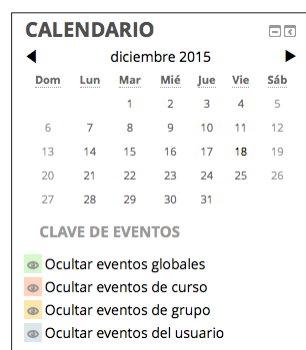 CALENDARIO
diciembre 2015
Dom Lun Mar Mié Jue Vie Sáb
1 2 3 4 5
6 7 8 9 10 11 12
13 14 15 16 17 18 19
20 21 22 23 24 25 26
27 28 29 30 31
CLAVE DE EVENTOS
Ocultar eventos globales
Ocultar eventos de curso
Ocultar eventos de grupo
Ocultar eventos del usuario